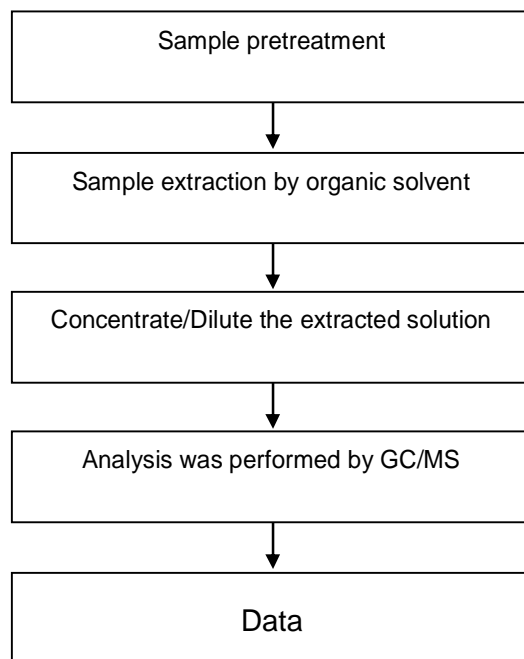 Sample pretreatment
Sample extraction by organic solvent
Concentrate/Dilute the extracted solution
Analysis was performed by GC/MS
Data